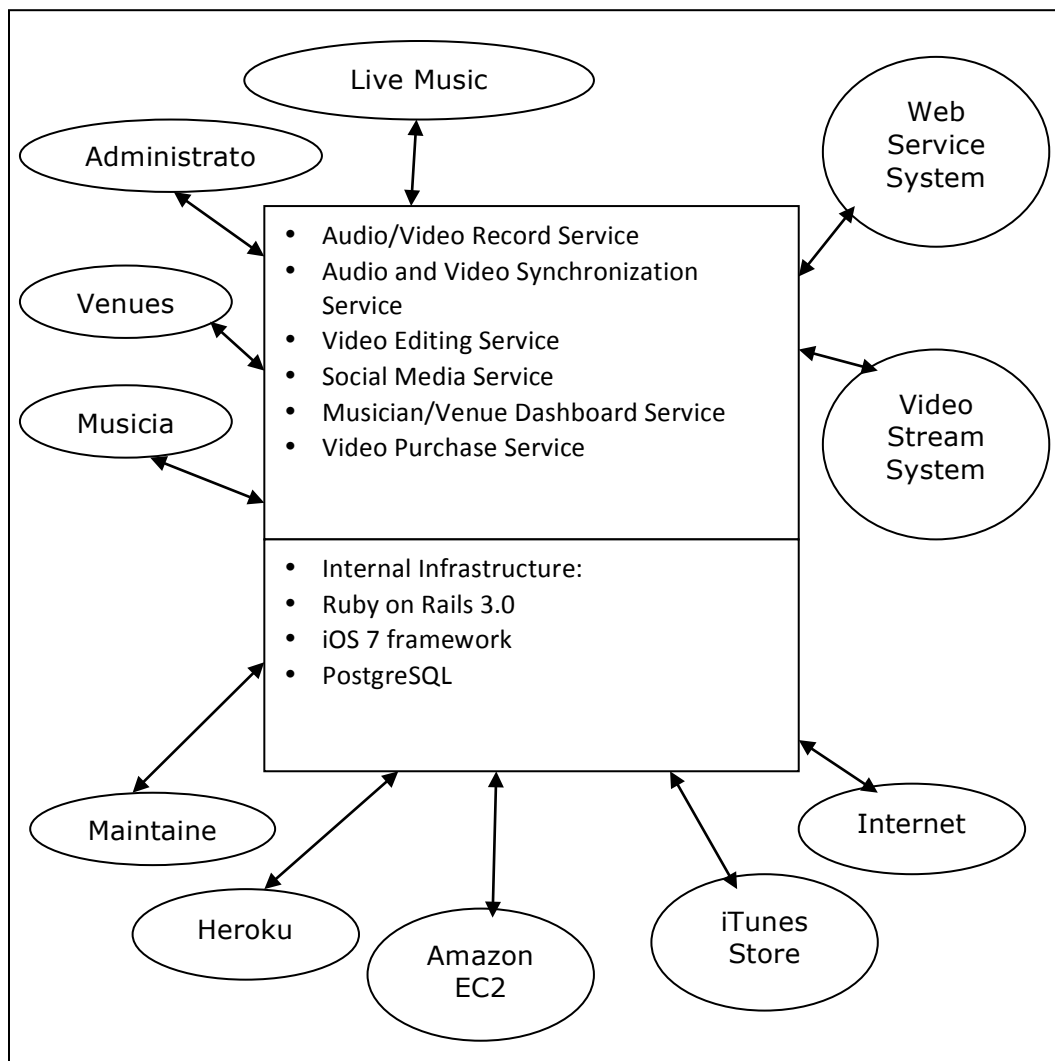 Live Music
Administrato
Venues
Musicia
Web
Service
System
Video
Stream
System
• Audio/Video Record Service
• Audio and Video Synchronization
Service
• Video Editing Service
• Social Media Service
• Musician/Venue Dashboard Service
• Video Purchase Service
• Internal Infrastructure:
• Ruby on Rails 3.0
• iOS 7 framework
• PostgreSQL
Maintaine
Heroku
Amazon
EC2
iTunes
Store
Internet